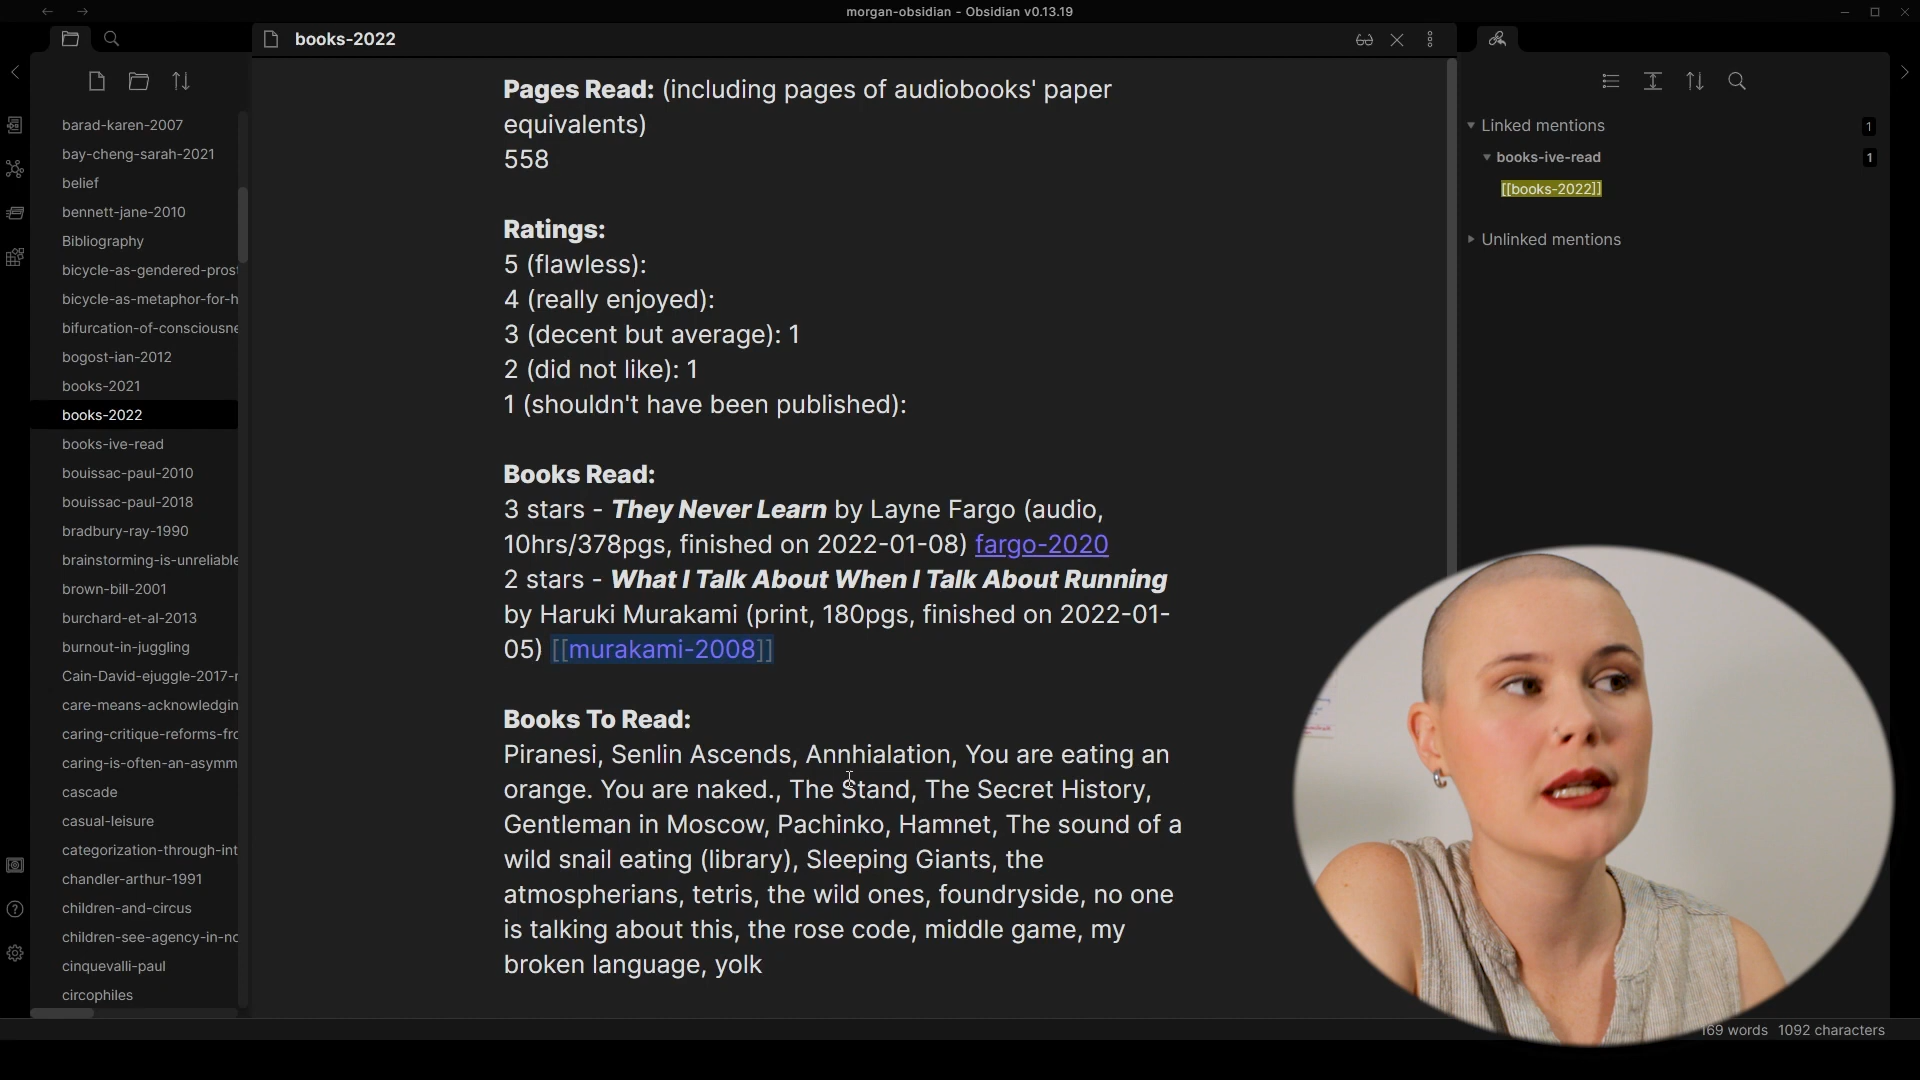 morgan-obsidian - Obsidian v0.13.19
books-2022
barad-karen-2007
bay-cheng-sarah-2021
belief
bennett-jane-2010
Bibliography
bicycle-as-gendered-prost
bicycle-as-metaphor-for-h
bifurcation-of-consciousne
bogost-ian-2012
books-2021
books-2022
books-ive-read
bouissac-paul-2010
bouissac-paul-2018
bradbury-ray-1990
brainstorming-is-unreliable
brown-bill-2001
burchard-et-al-2013
burnout-in-juggling
Cain-David-ejuggle-2017-r
care-means-acknowledgin
caring-critique-reforms-fro
caring-is-often-an-asymm
cascade
casual-leisure
categorization-through-int
chandler-arthur-1991
children-and-circus
children-see-agency-in-no
cinquevalli-paul
circophiles
Pages Read: (including pages of audiobooks' paper
equivalents)
558
Ratings:
5 (flawless):
4 (really enjoyed):
3 (decent but average): 1
2 (did not like): 1
1 (shouldn't have been published):
Books Read:
3 stars - They Never Learn by Layne Fargo (audio,
10hrs/378pgs, finished on 2022-01-08) fargo-2020
2 stars - What I Talk About When I Talk About Running
by Haruki Murakami (print, 180pgs, finished on 2022-01-
05) [[murakami-2008]]
Books To Read:
Piranesi, Senlin Ascends, Annhialation, You are eating an
orange. You are naked., The Stand, The Secret History,
Gentleman in Moscow, Pachinko, Hamnet, The sound of a
wild snail eating (library), Sleeping Giants, the
atmospherians, tetris, the wild ones, foundryside, no one
is talking about this, the rose code, middle game, my
broken language, yolk
Linked mentions 1
books-ive-read 1
[[books-2022]]
Unlinked mentions
169 words 1092 characters